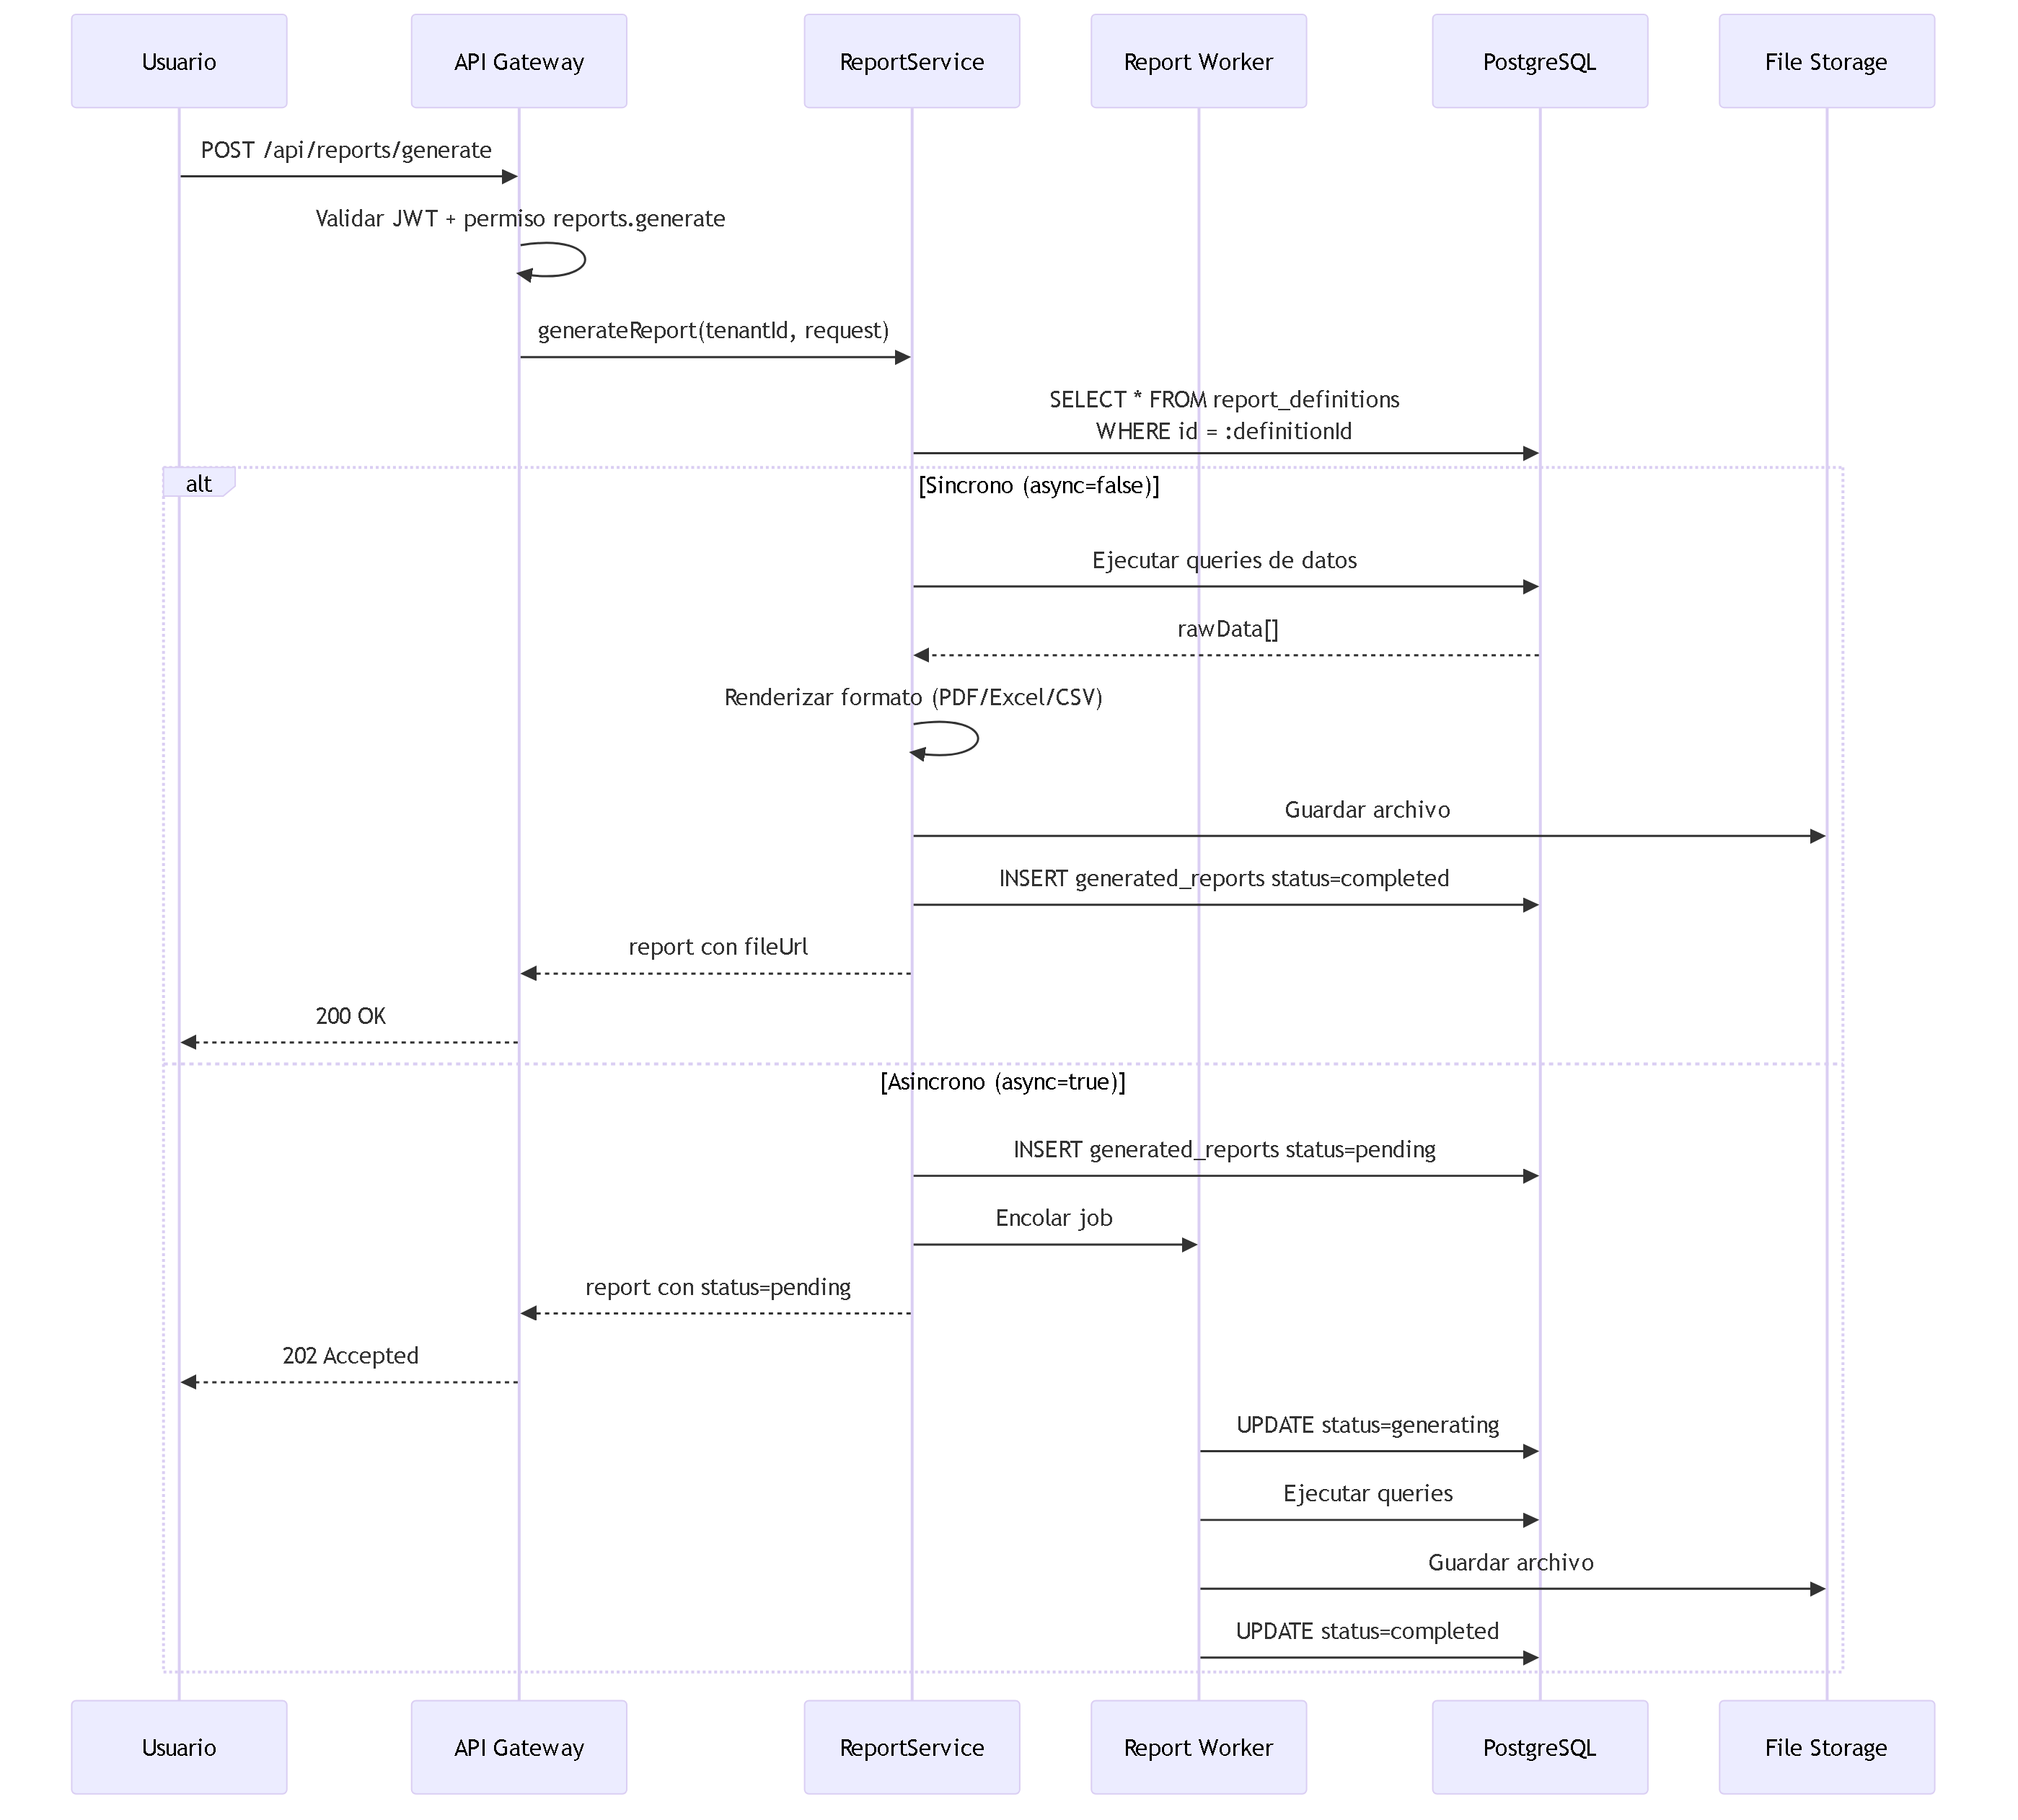 Usuario
API Gateway
ReportService
Report Worker
PostgreSQL
File Storage
POST /api/reports/generate
Validar JWT + permiso reports.generate
generateReport(tenantId, request)
SELECT * FROM report_definitions
WHERE id = :definitionId
alt
[Sincrono (async=false)]
Ejecutar queries de datos
rawData[]
Renderizar formato (PDF/Excel/CSV)
Guardar archivo
INSERT generated_reports status=completed
report con fileUrl
200 OK
[Asincrono (async=true)]
INSERT generated_reports status=pending
Encolar job
report con status=pending
202 Accepted
UPDATE status=generating
Ejecutar queries
Guardar archivo
UPDATE status=completed
Usuario
API Gateway
ReportService
Report Worker
PostgreSQL
File Storage